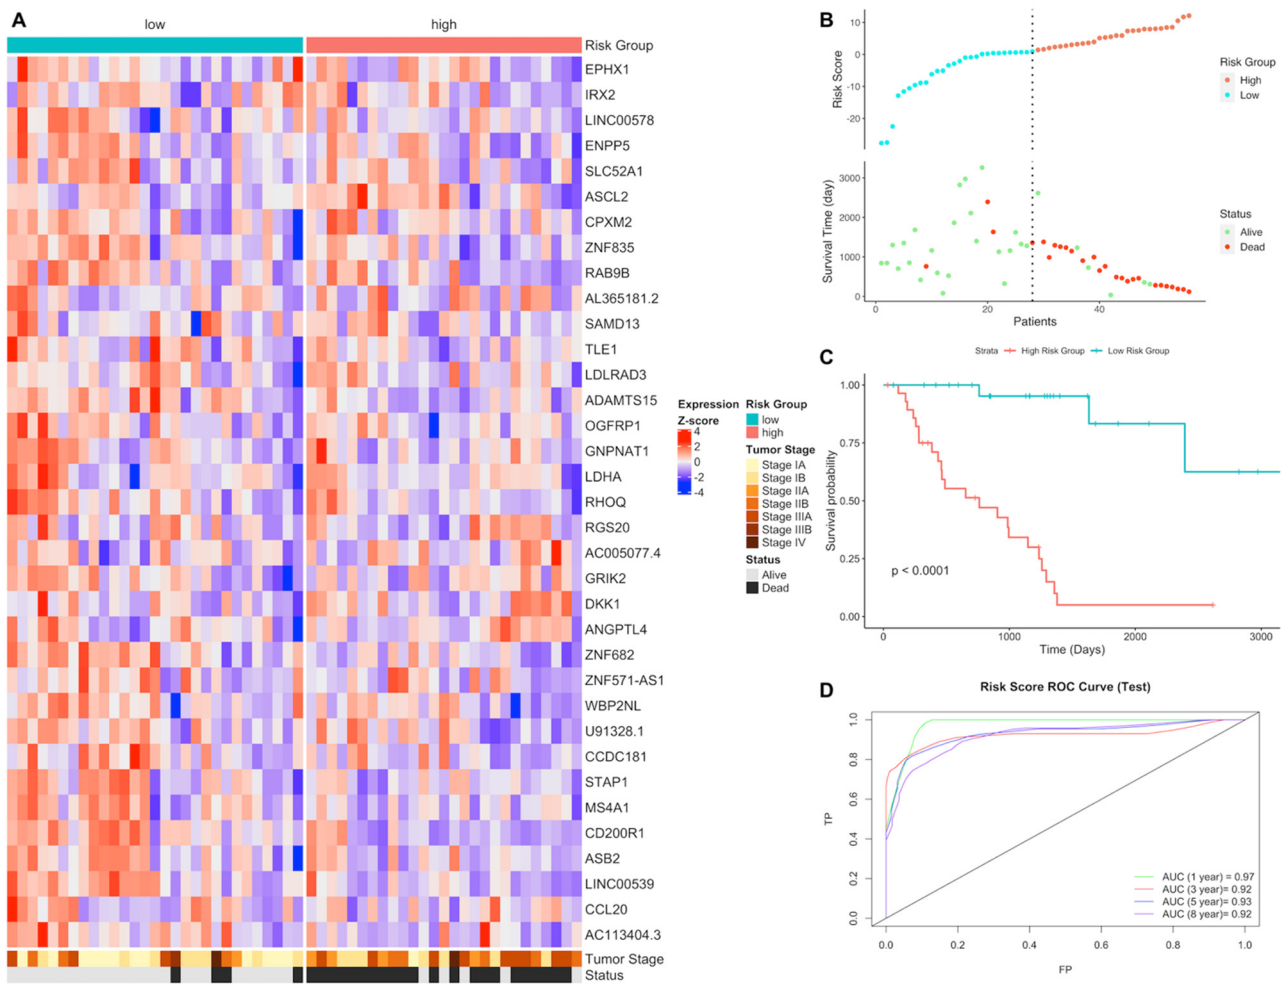 A
low
high
Risk Group
EPHX1
IRX2
LINC00578
ENPP5
SLC52A1
ASCL2
CPXM2
ZNF835
RAB9B
AL365181.2
SAMD13
TLE1
LDLRAD3
ADAMTS15
OGFRP1
GNPNAT1
LDHA
RHOQ
RGS20
AC005077.4
GRIK2
DKK1
ANGPTL4
ZNF682
ZNF571-AS1
WBP2NL
U91328.1
CCDC181
STAP1
MS4A1
CD200R1
ASB2
LINC00539
CCL20
AC113404.3
Tumor Stage
Status
Expression
Z-score
4
2
0
-2
-4
Risk Group
low
high
Tumor Stage
Stage IA
Stage IB
Stage IIA
Stage IIB
Stage IIIA
Stage IIIB
Stage IV
Status
Alive
Dead
B
Risk Score
10
0
-10
-20
Risk Group
High
Low
Survival Time (day)
3000
2000
1000
0
0
20
40
Patients
Status
Alive
Dead
C
Strata
High Risk Group
Low Risk Group
Survival probability
1.00
0.75
0.50
0.25
0.00
p < 0.0001
0
1000
2000
3000
Time (Days)
D
Risk Score ROC Curve (Test)
TP
1.0
0.8
0.6
0.4
0.2
0.0
AUC (1 year)= 0.97
AUC (3 year)= 0.92
AUC (5 year)= 0.93
AUC (8 year)= 0.92
0.0
0.2
0.4
0.6
0.8
1.0
FP